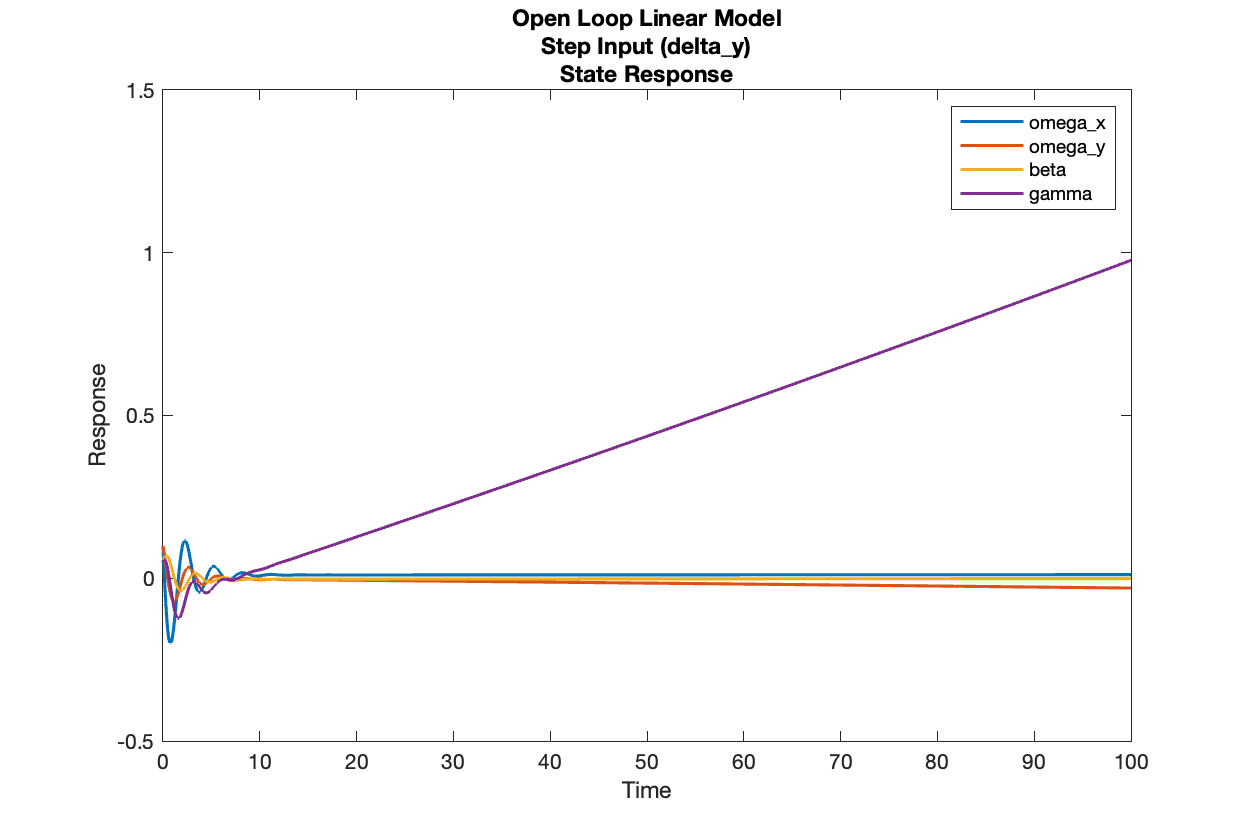 Open Loop Linear Model
Step Input (delta_y)
State Response
1.5
1
0.5
0
-0.5
Response
omega_x
omega_y
beta
gamma
0 10 20 30 40 50 60 70 80 90 100
Time